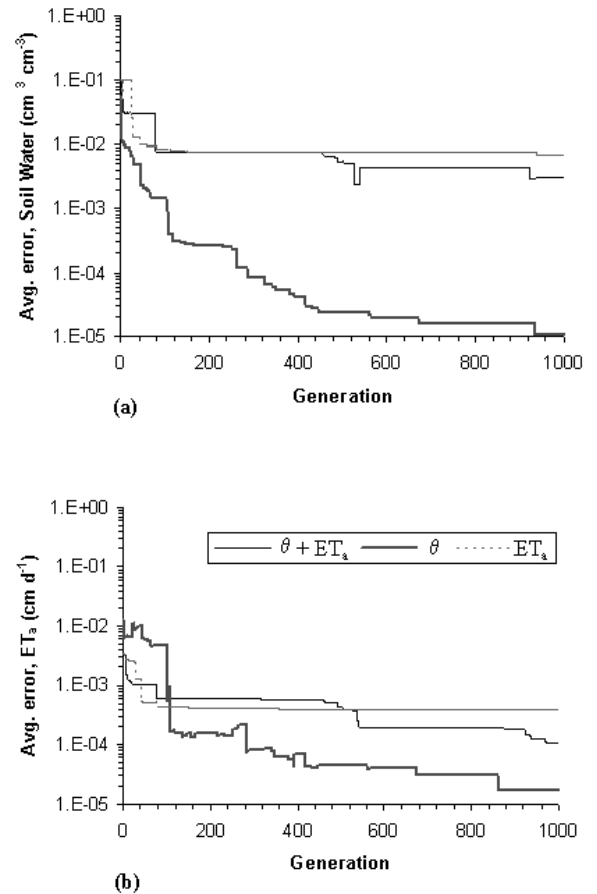 Avg. error, Soil Water (cm³ cm⁻³)
1.E+00
1.E-01
1.E-02
1.E-03
1.E-04
1.E-05
0 200 400 600 800 1000
Generation
(a)
Avg. error, ETₐ (cm d⁻¹)
1.E+00
1.E-01
1.E-02
1.E-03
1.E-04
1.E-05
θ + ETₐ θ ETₐ
0 200 400 600 800 1000
Generation
(b)